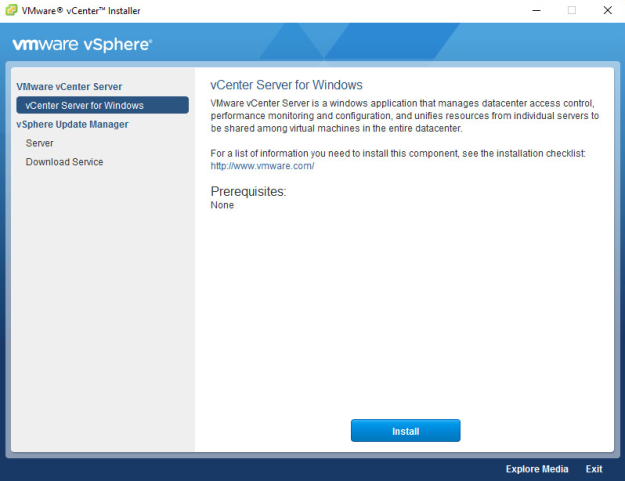 VMware® vCenter™ Installer
vmware vSphere®
VMware vCenter Server
vCenter Server for Windows
vSphere Update Manager
Server
Download Service
vCenter Server for Windows
VMware vCenter Server is a windows application that manages datacenter access control,
performance monitoring and configuration, and unifies resources from individual servers to
be shared among virtual machines in the entire datacenter.
For a list of information you need to install this component, see the installation checklist:
http://www.vmware.com/
Prerequisites:
None
Install
Explore Media Exit